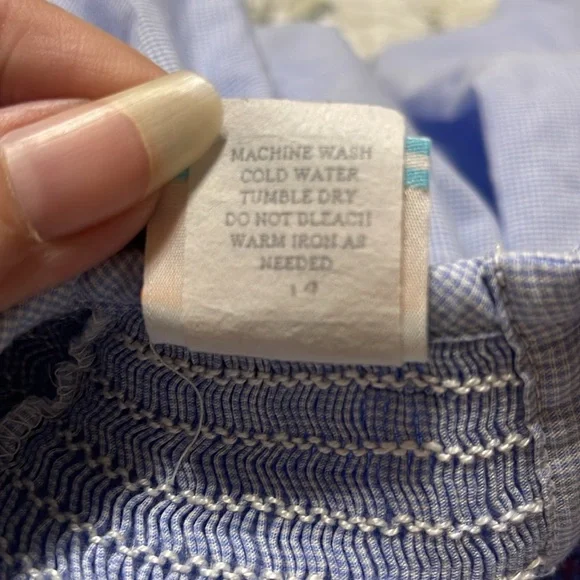 MACHINE WASH
COLD WATER
TUMBLE DRY
DO NOT BLEACH
WARM IRON AS
NEEDED
14